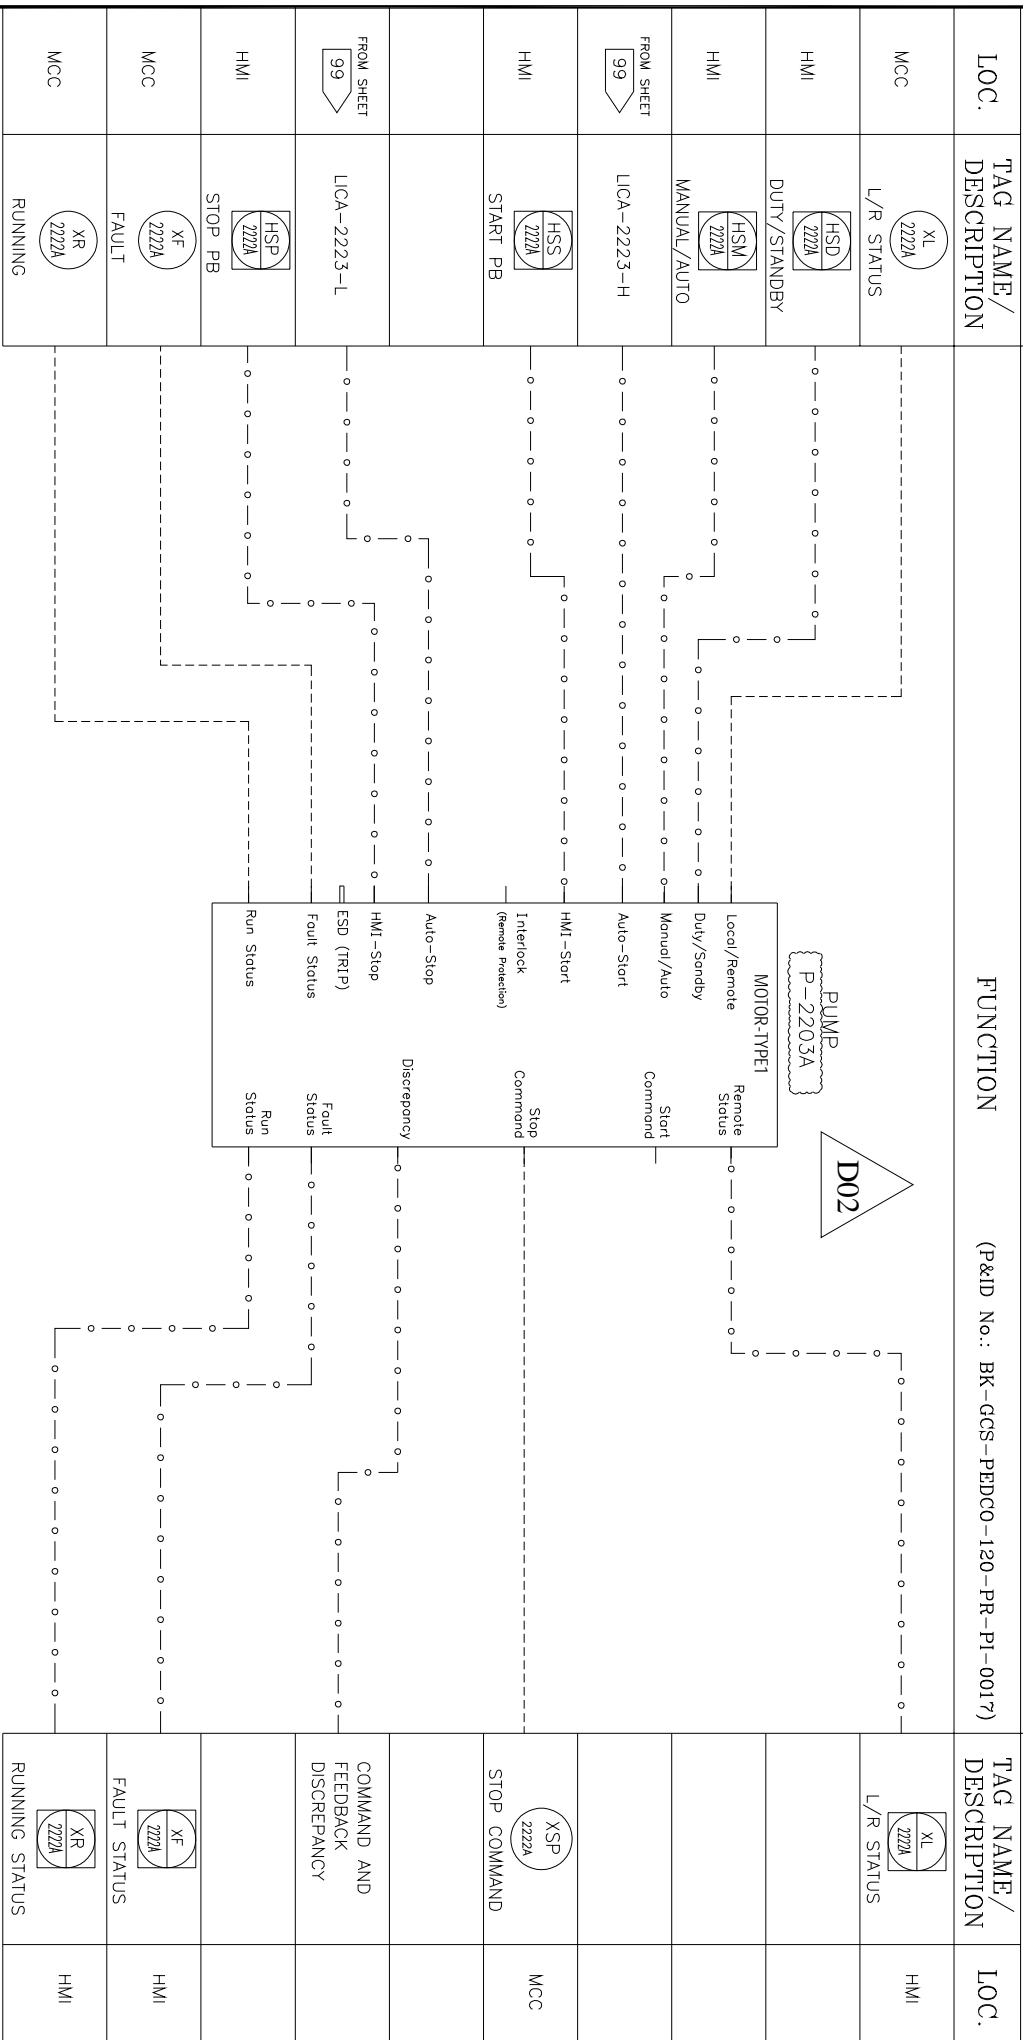 LOC.
TAG NAME/
DESCRIPTION
FUNCTION
(P&ID No.: BK-GCS-PEDCO-120-PR-PI-0017)
TAG NAME/
DESCRIPTION
LOC.
MCC
XL
2222A
L/R STATUS
HMI
HSD
2222A
DUTY/STANDBY
HMI
HSM
2222A
MANUAL/AUTO
FROM SHEET
99
LICA-2223-H
HMI
HSS
2222A
START PB
FROM SHEET
99
LICA-2223-L
HMI
HSP
2222A
STOP PB
MCC
XF
2222A
FAULT
MCC
XR
2222A
RUNNING
PUMP
P-2203A
D02
MOTOR-TYPE1
Local/Remote
Duty/Sandby
Manual/Auto
Auto-Start
HMI-Start
Interlock
(Remote Protection)
Auto-Stop
HMI-Stop
ESD (TRIP)
Fault Status
Run Status
Remote
Status
Start
Command
Stop
Command
Discrepancy
Fault
Status
Run
Status
XL
2222A
L/R STATUS
HMI
XSP
2222A
STOP COMMAND
MCC
COMMAND AND
FEEDBACK
DISCREPANCY
XF
2222A
FAULT STATUS
HMI
XR
2222A
RUNNING STATUS
HMI